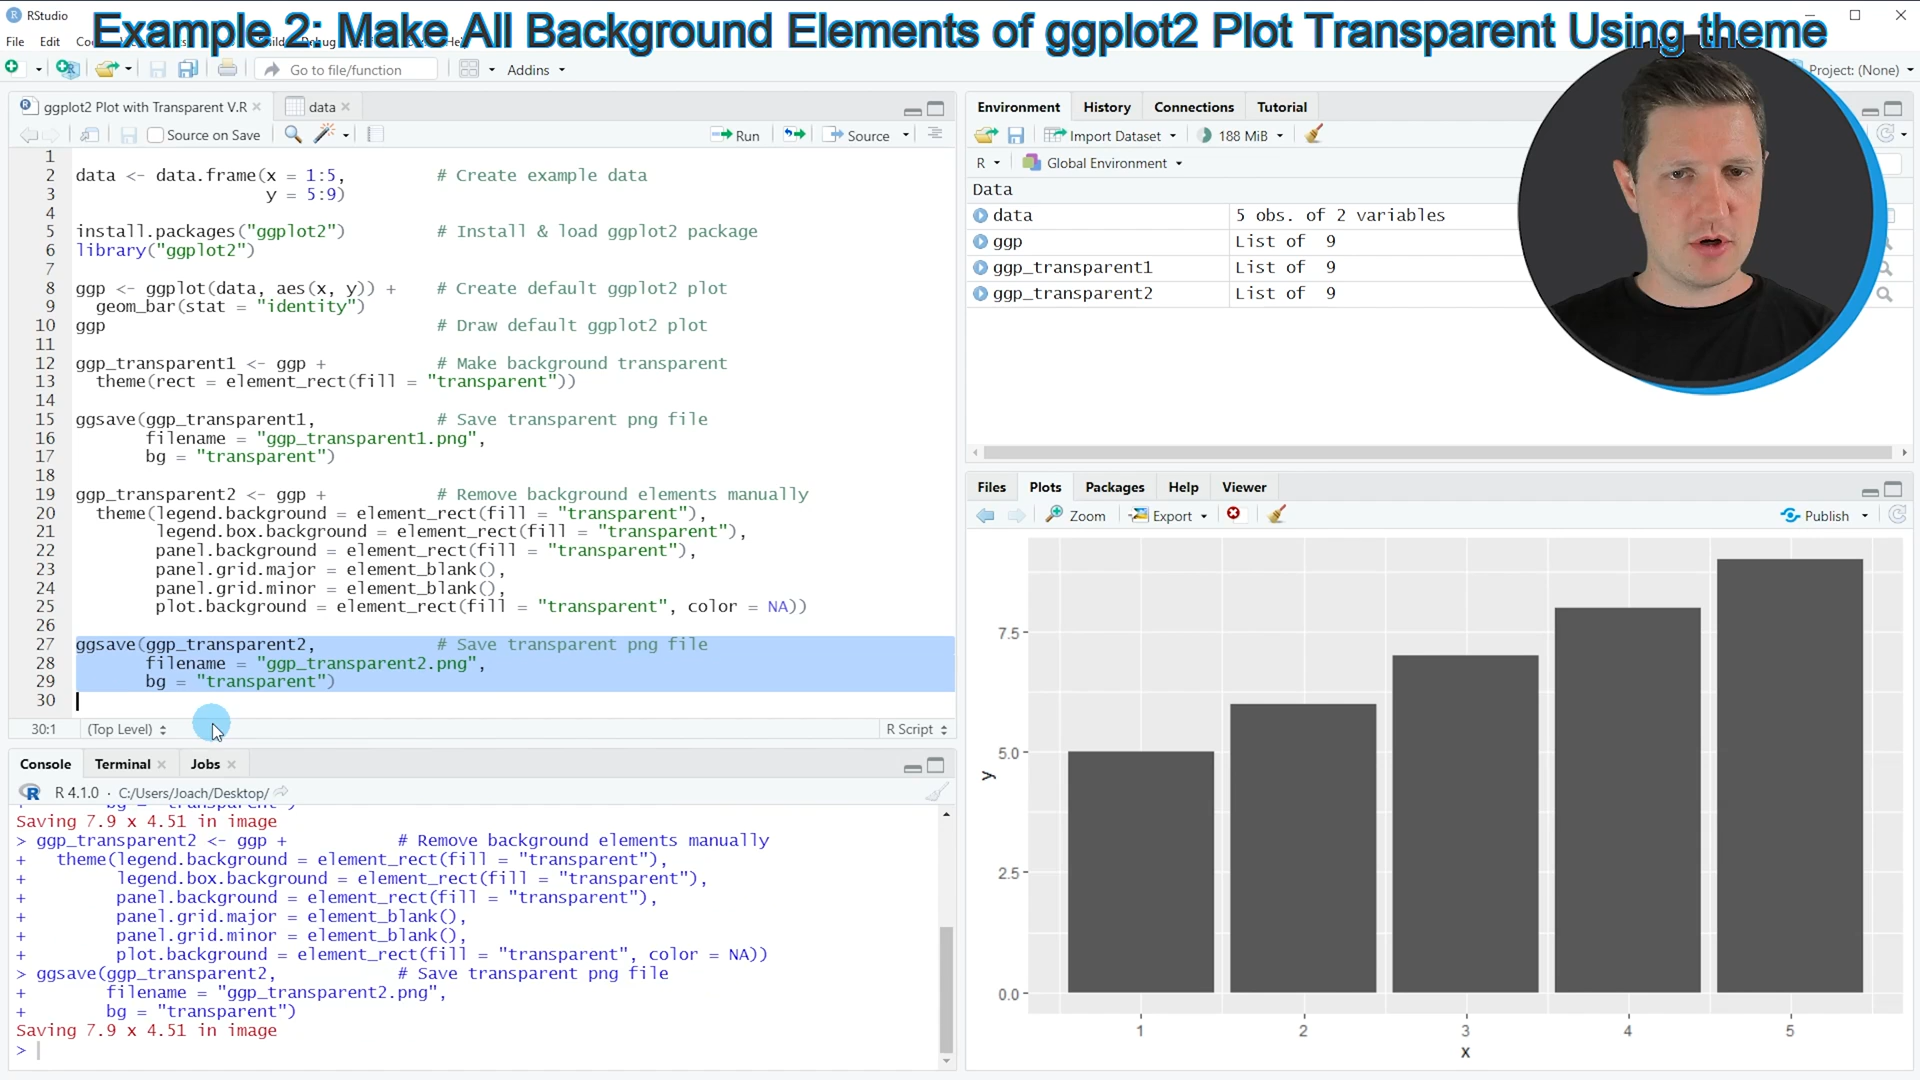 RStudio
Example 2: Make All Background Elements of ggplot2 Plot Transparent Using theme
File Edit
Go to file/function
Addins
Project: (None)
ggplot2 Plot with Transparent V.R
data
Source on Save
Run
Source
1
2 data <- data.frame(x = 1:5, # Create example data
3 y = 5:9)
4
5 install.packages("ggplot2") # Install & load ggplot2 package
6 library("ggplot2")
7
8 ggp <- ggplot(data, aes(x, y)) + # Create default ggplot2 plot
9 geom_bar(stat = "identity")
10 ggp # Draw default ggplot2 plot
11
12 ggp_transparent1 <- ggp + # Make background transparent
13 theme(rect = element_rect(fill = "transparent"))
14
15 ggsave(ggp_transparent1, # Save transparent png file
16 filename = "ggp_transparent1.png",
17 bg = "transparent")
18
19 ggp_transparent2 <- ggp + # Remove background elements manually
20 theme(legend.background = element_rect(fill = "transparent"),
21 legend.box.background = element_rect(fill = "transparent"),
22 panel.background = element_rect(fill = "transparent"),
23 panel.grid.major = element_blank(),
24 panel.grid.minor = element_blank(),
25 plot.background = element_rect(fill = "transparent", color = NA))
26
27 ggsave(ggp_transparent2, # Save transparent png file
28 filename = "ggp_transparent2.png",
29 bg = "transparent")
30
30:1 (Top Level) R Script
Console Terminal Jobs
R 4.1.0 · C:/Users/Joach/Desktop/
+ bg = "transparent")
Saving 7.9 x 4.51 in image
> ggp_transparent2 <- ggp + # Remove background elements manually
+ theme(legend.background = element_rect(fill = "transparent"),
+ legend.box.background = element_rect(fill = "transparent"),
+ panel.background = element_rect(fill = "transparent"),
+ panel.grid.major = element_blank(),
+ panel.grid.minor = element_blank(),
+ plot.background = element_rect(fill = "transparent", color = NA))
> ggsave(ggp_transparent2, # Save transparent png file
+ filename = "ggp_transparent2.png",
+ bg = "transparent")
Saving 7.9 x 4.51 in image
>
Environment History Connections Tutorial
Import Dataset 188 MiB
R Global Environment
Data
data 5 obs. of 2 variables
ggp List of 9
ggp_transparent1 List of 9
ggp_transparent2 List of 9
Files Plots Packages Help Viewer
Zoom Export Publish
7.5
5.0
y
2.5
0.0
1 2 3 4 5
x